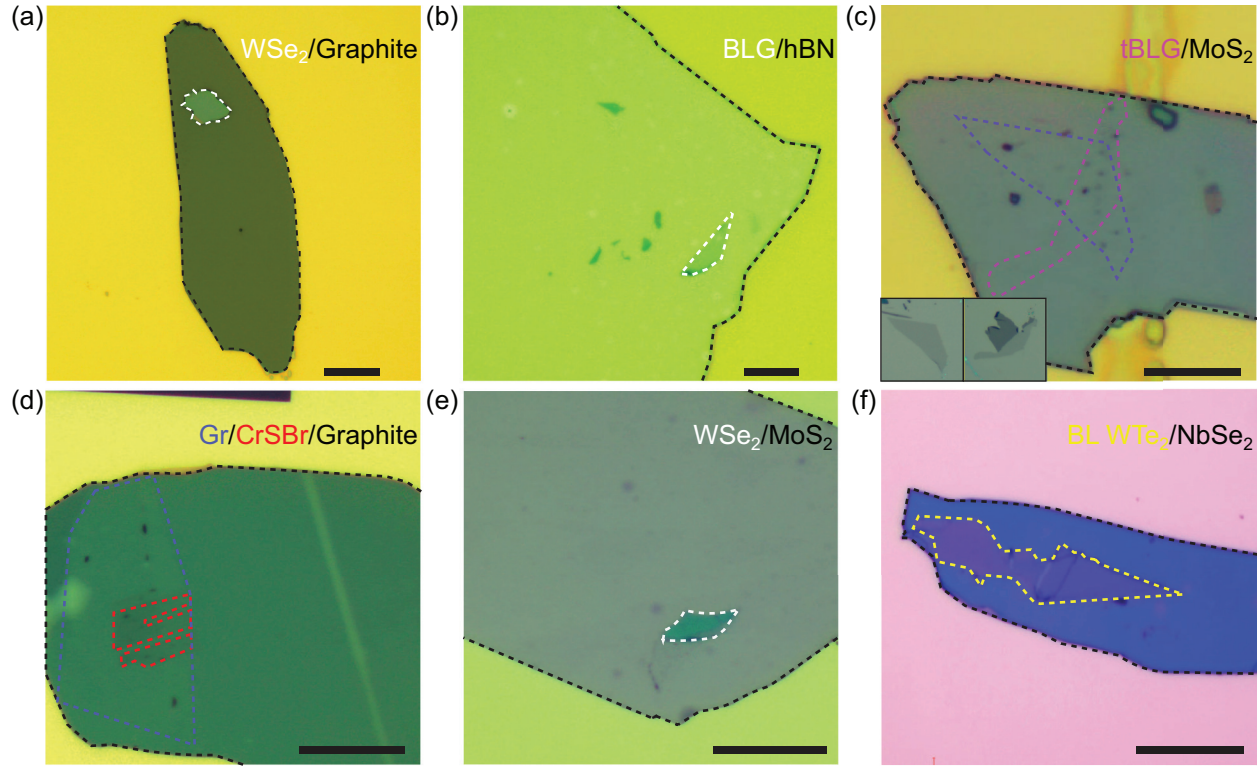 (a)
WSe₂/Graphite
(b)
BLG/hBN
(c)
tBLG/MoS₂
(d)
Gr/CrSBr/Graphite
(e)
WSe₂/MoS₂
(f)
BL WTe₂/NbSe₂